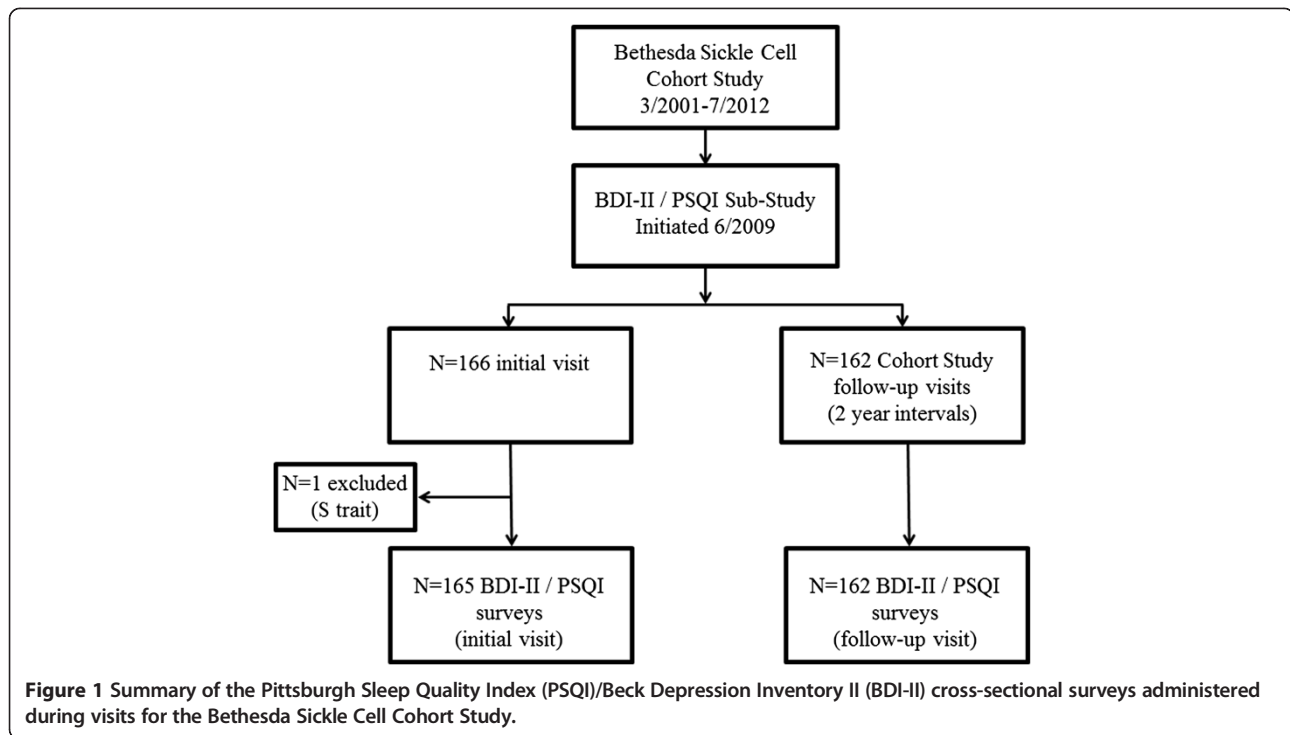 Bethesda Sickle Cell
Cohort Study
3/2001-7/2012
BDI-II / PSQI Sub-Study
Initiated 6/2009
N=166 initial visit
N=162 Cohort Study
follow-up visits
(2 year intervals)
N=1 excluded
(S trait)
N=165 BDI-II / PSQI
surveys
(initial visit)
N=162 BDI-II / PSQI
surveys
(follow-up visit)
Figure 1 Summary of the Pittsburgh Sleep Quality Index (PSQI)/Beck Depression Inventory II (BDI-II) cross-sectional surveys administered
during visits for the Bethesda Sickle Cell Cohort Study.